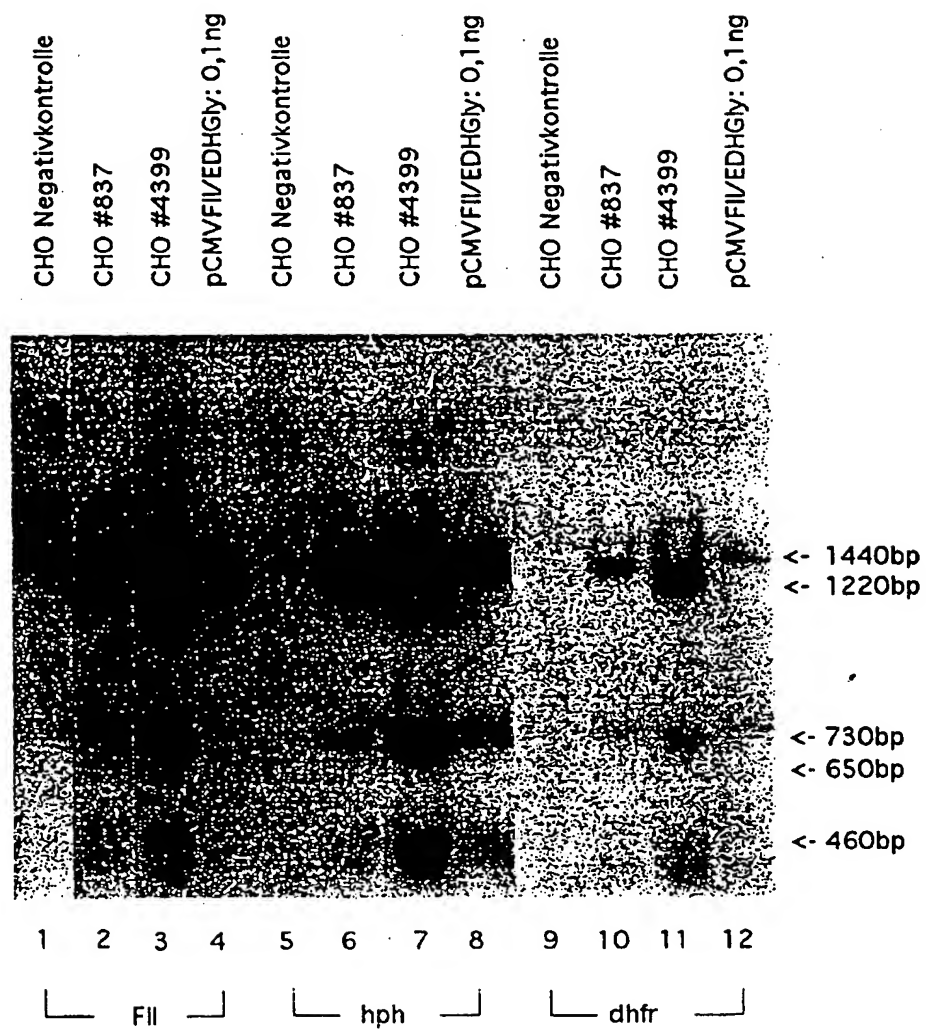 CHO Negativkontrolle
CHO #837
CHO #4399
pCMVFII/EDHGly: 0,1ng
CHO Negativkontrolle
CHO #837
CHO #4399
pCMVFII/EDHGly: 0,1ng
CHO Negativkontrolle
CHO #837
CHO #4399
pCMVFII/EDHGly: 0,1ng
<- 1440bp
<- 1220bp
<- 730bp
<- 650bp
<- 460bp
1 2 3 4 5 6 7 8 9 10 11 12
FII hph dhfr